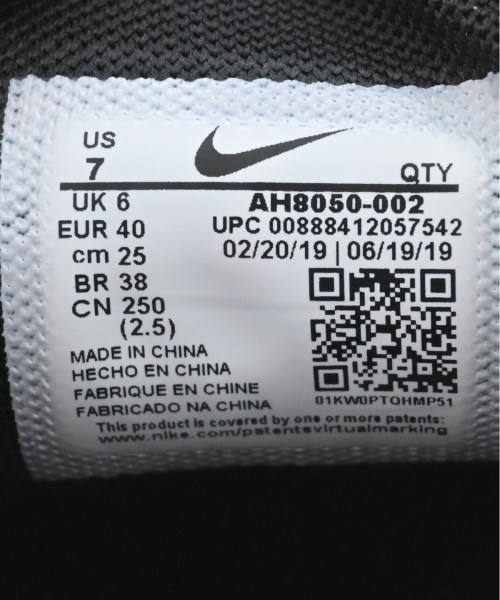 US
7
QTY
UK 6
EUR 40
cm 25
BR 38
CN 250
(2.5)
AH8050-002
UPC 00888412057542
02/20/19 | 06/19/19
01KW0PTQHMP51
MADE IN CHINA
HECHO EN CHINA
FABRIQUE EN CHINE
FABRICADO NA CHINA
This product is covered by one or more patents:
www.nike.com/patentsvirtualmarking